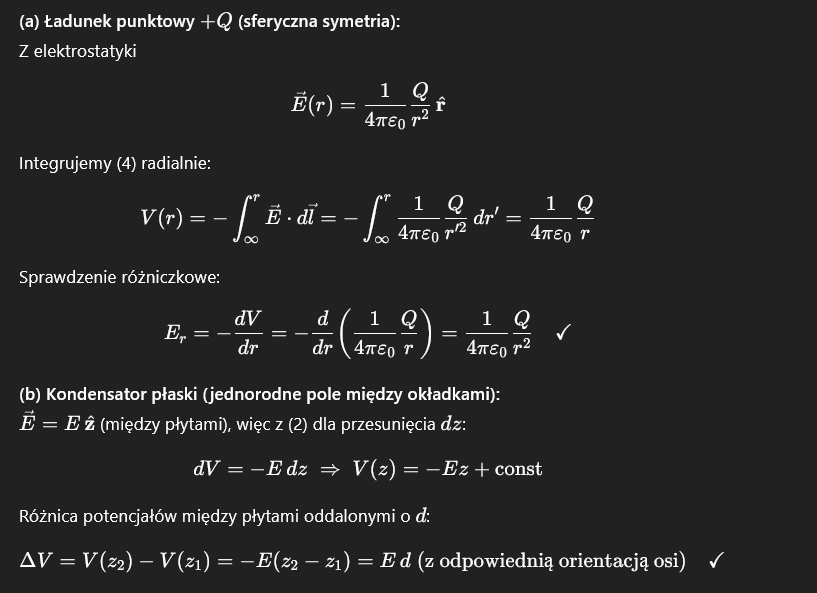 (a) Ładunek punktowy +Q (sferyczna symetria):
Z elektrostatyki
$\vec{E}(r) = \frac{1}{4\pi\varepsilon_0} \frac{Q}{r^2} \, \hat{\mathbf{r}}$
Integrujemy (4) radialnie:
$V(r) = -\int_{\infty}^{r} \vec{E} \cdot d\vec{l} = -\int_{\infty}^{r} \frac{1}{4\pi\varepsilon_0} \frac{Q}{r'^2} \, dr' = \frac{1}{4\pi\varepsilon_0} \frac{Q}{r}$
Sprawdzenie różniczkowe:
$E_r = -\frac{dV}{dr} = -\frac{d}{dr} \left( \frac{1}{4\pi\varepsilon_0} \frac{Q}{r} \right) = \frac{1}{4\pi\varepsilon_0} \frac{Q}{r^2} \quad ✓$
(b) Kondensator płaski (jednorodne pole między okładkami):
$\vec{E} = E \, \hat{\mathbf{z}}$ (między płytami), więc z (2) dla przesunięcia $dz$:
$dV = -E \, dz \;\Rightarrow\; V(z) = -Ez + \text{const}$
Różnica potencjałów między płytami oddalonymi o $d$:
$\Delta V = V(z_2) - V(z_1) = -E(z_2 - z_1) = E \, d \text{ (z odpowiednią orientacją osi)} \quad ✓$